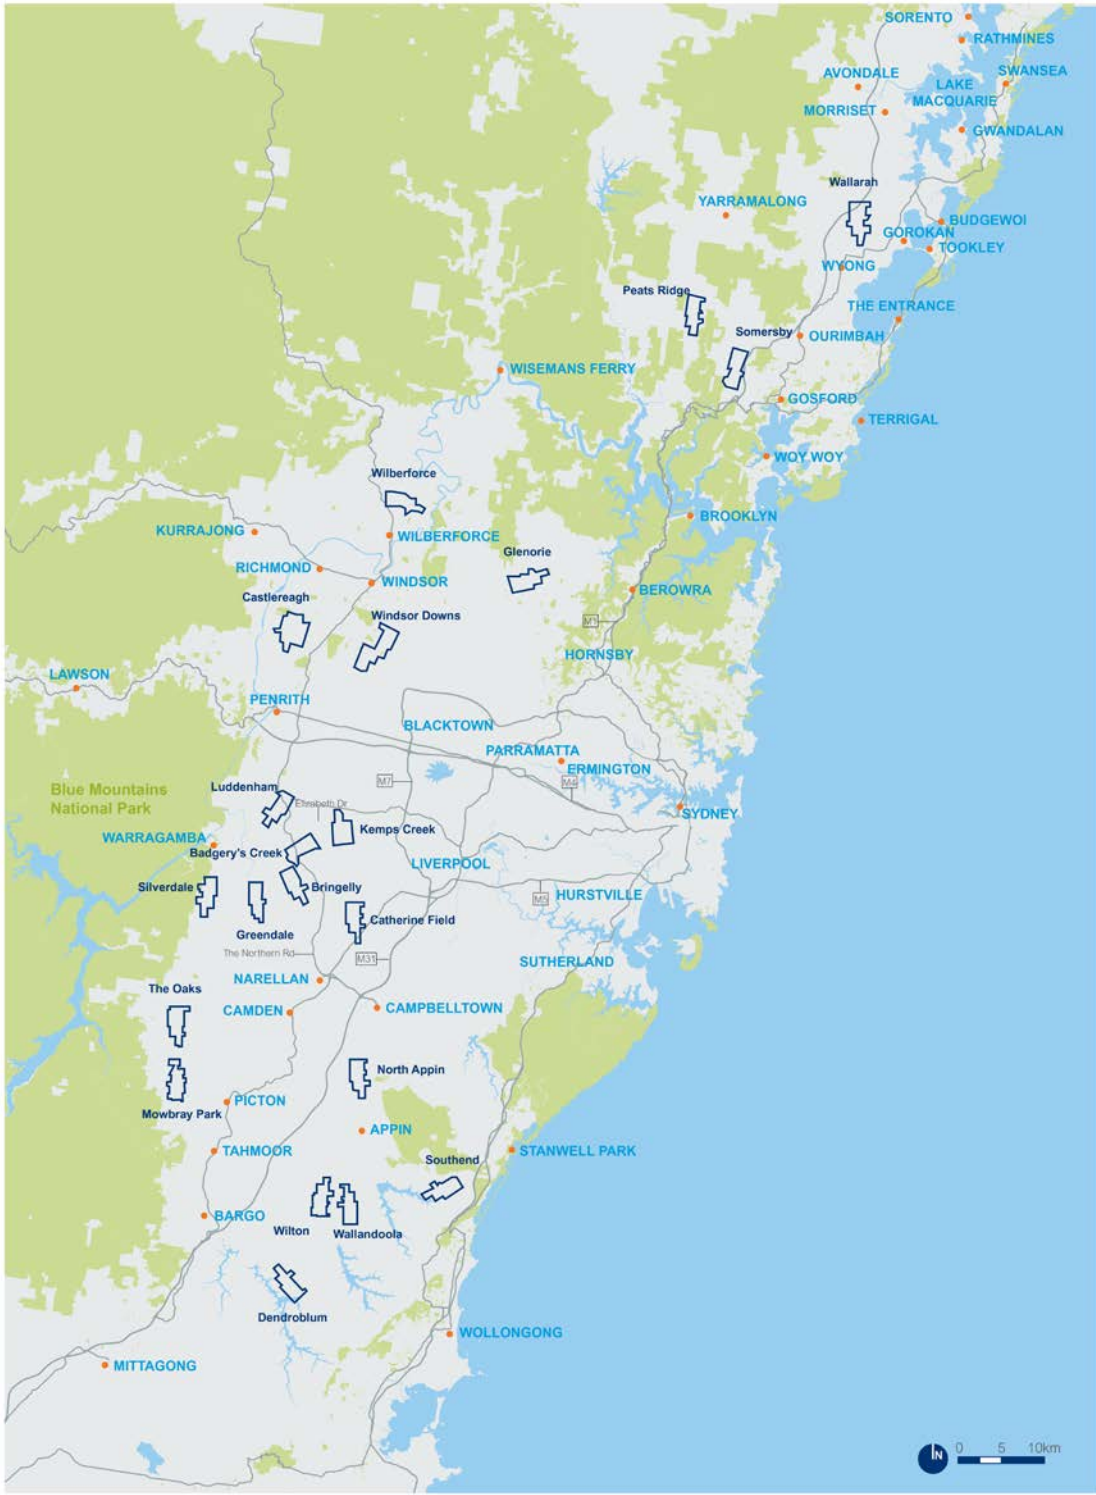 SORENTO
RATHMINES
AVONDALE
SWANSEA
LAKE
MACQUARIE
MORRISET
GWANDALAN
Wallarah
YARRAMALONG
BUDGEWOI
GOROKAN
TOOKLEY
WYONG
Peats Ridge
THE ENTRANCE
Somersby
OURIMBAH
WISEMANS FERRY
GOSFORD
TERRIGAL
WOY WOY
Wilberforce
BROOKLYN
KURRAJONG
WILBERFORCE
Glenorie
RICHMOND
WINDSOR
BEROWRA
Castlereagh
Windsor Downs
M1
HORNSBY
LAWSON
PENRITH
BLACKTOWN
PARRAMATTA
ERMINGTON
M7
M4
Blue Mountains
National Park
Luddenham
Elizabeth Dr
SYDNEY
Kemps Creek
WARRAGAMBA
Badgery's Creek
LIVERPOOL
Silverdale
Bringelly
HURSTVILLE
M5
Catherine Field
Greendale
The Northern Rd
M31
SUTHERLAND
NARELLAN
The Oaks
CAMDEN
CAMPBELLTOWN
North Appin
PICTON
Mowbray Park
APPIN
TAHMOOR
STANWELL PARK
Southend
BARGO
Wilton
Wallandoola
Dendroblum
WOLLONGONG
MITTAGONG
N
0 5 10km